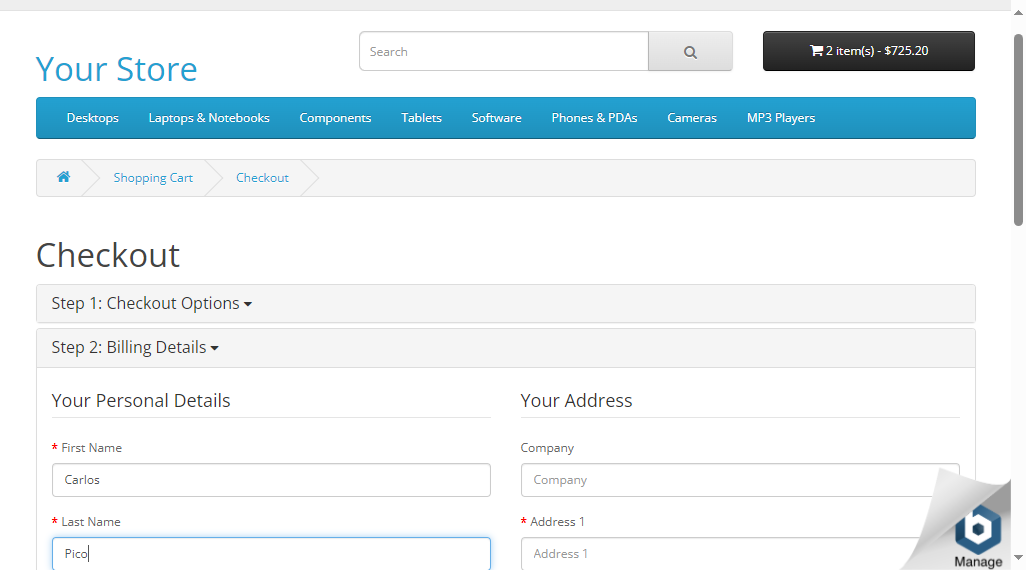 Your Store
Search
2 item(s) - $725.20
Desktops
Laptops & Notebooks
Components
Tablets
Software
Phones & PDAs
Cameras
MP3 Players
Shopping Cart
Checkout
Checkout
Step 1: Checkout Options
Step 2: Billing Details
Your Personal Details
* First Name
Carlos
* Last Name
Pico
Your Address
Company
Company
* Address 1
Address 1
b
Manage